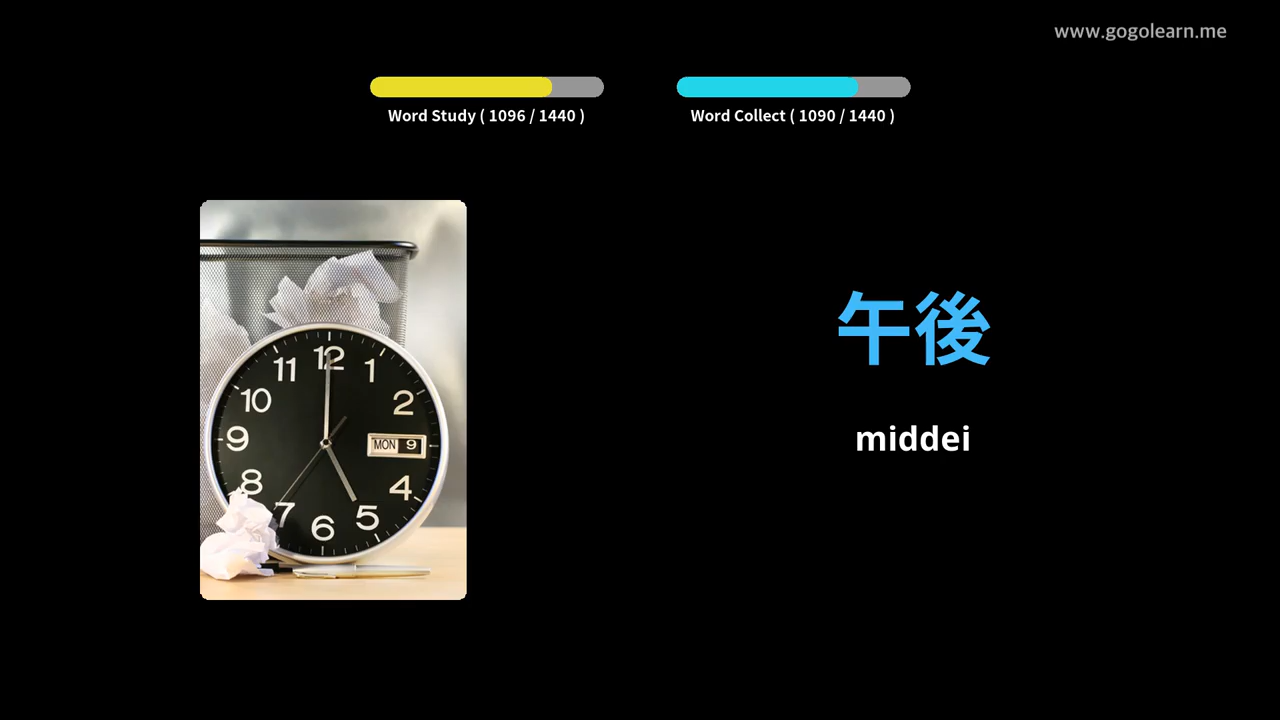 www.gogolearn.me
Word Study ( 1096 / 1440 )
Word Collect ( 1090 / 1440 )
午後
middei
12
1
2
MON 9
4
5
6
7
8
9
10
11